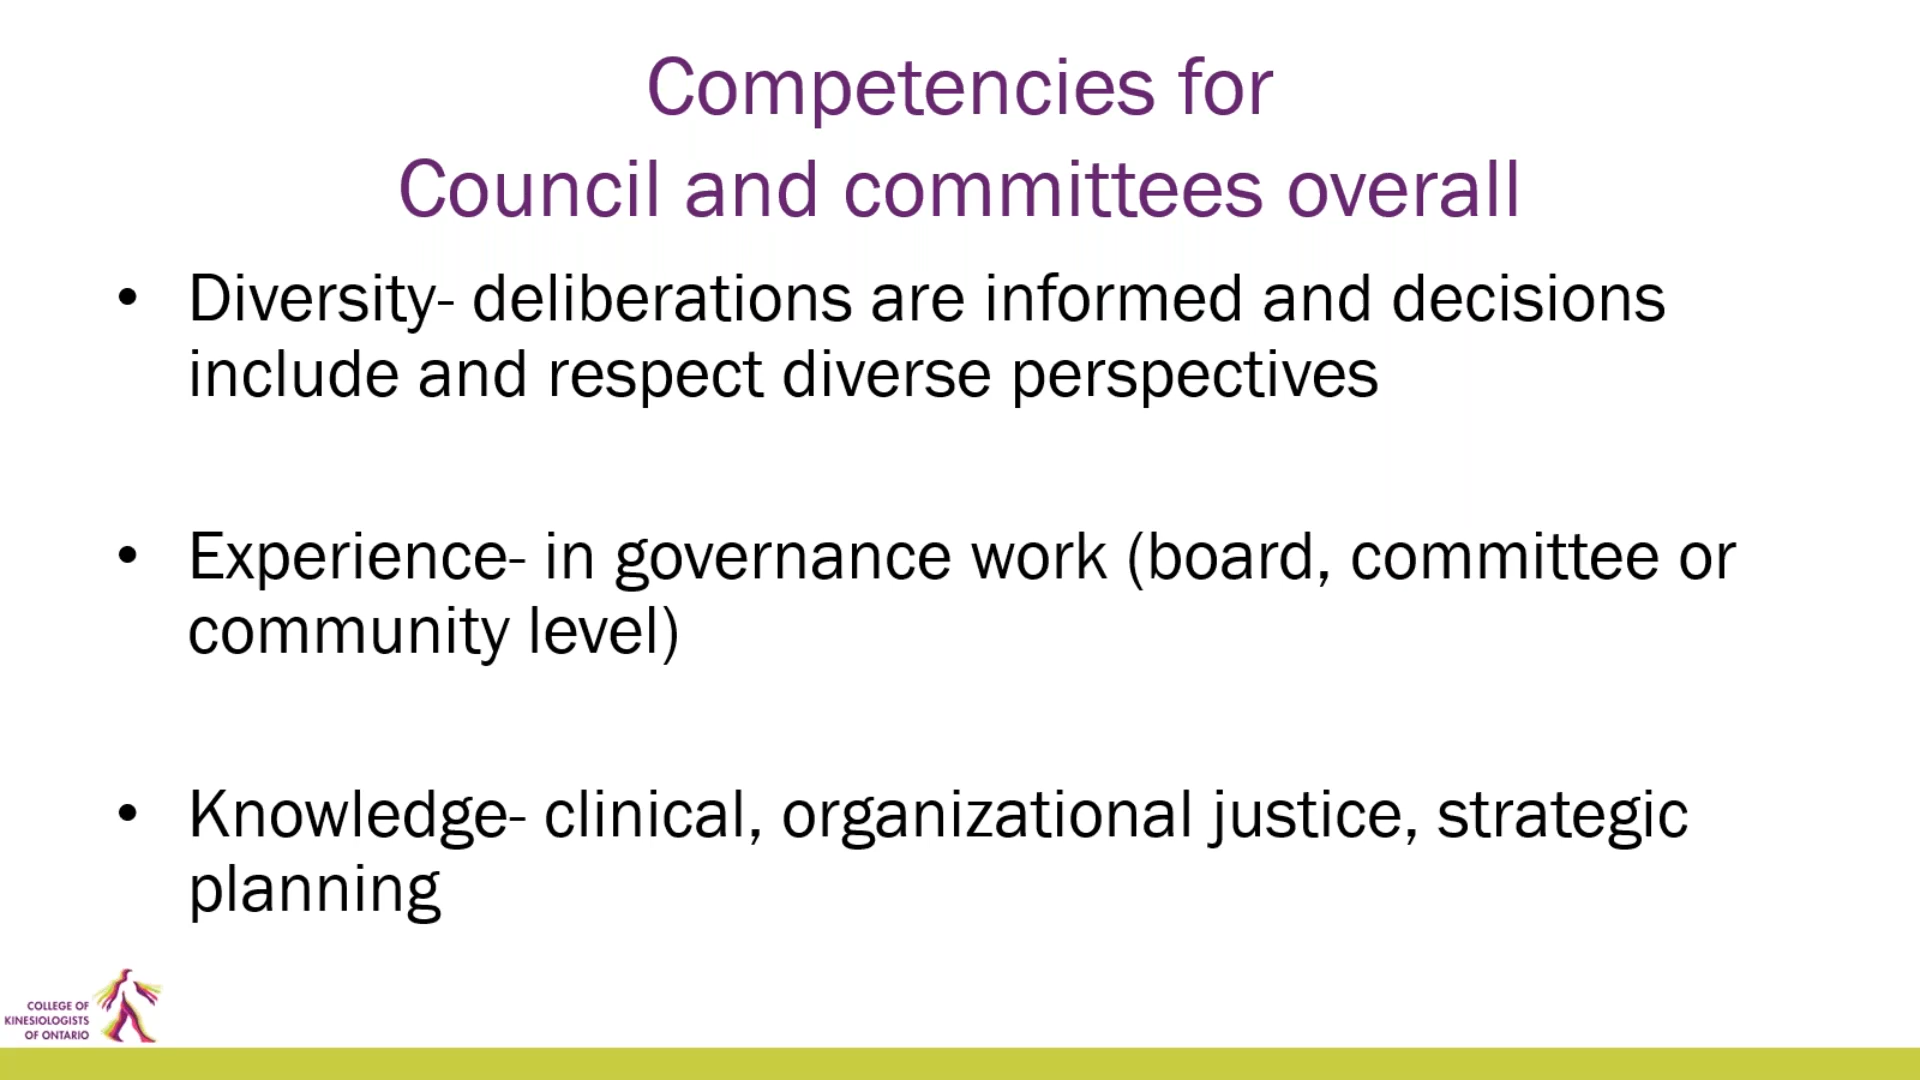 Competencies for
Council and committees overall
• Diversity- deliberations are informed and decisions
include and respect diverse perspectives
• Experience- in governance work (board, committee or
community level)
• Knowledge- clinical, organizational justice, strategic
planning
COLLEGE OF
KINESIOLOGISTS
OF ONTARIO